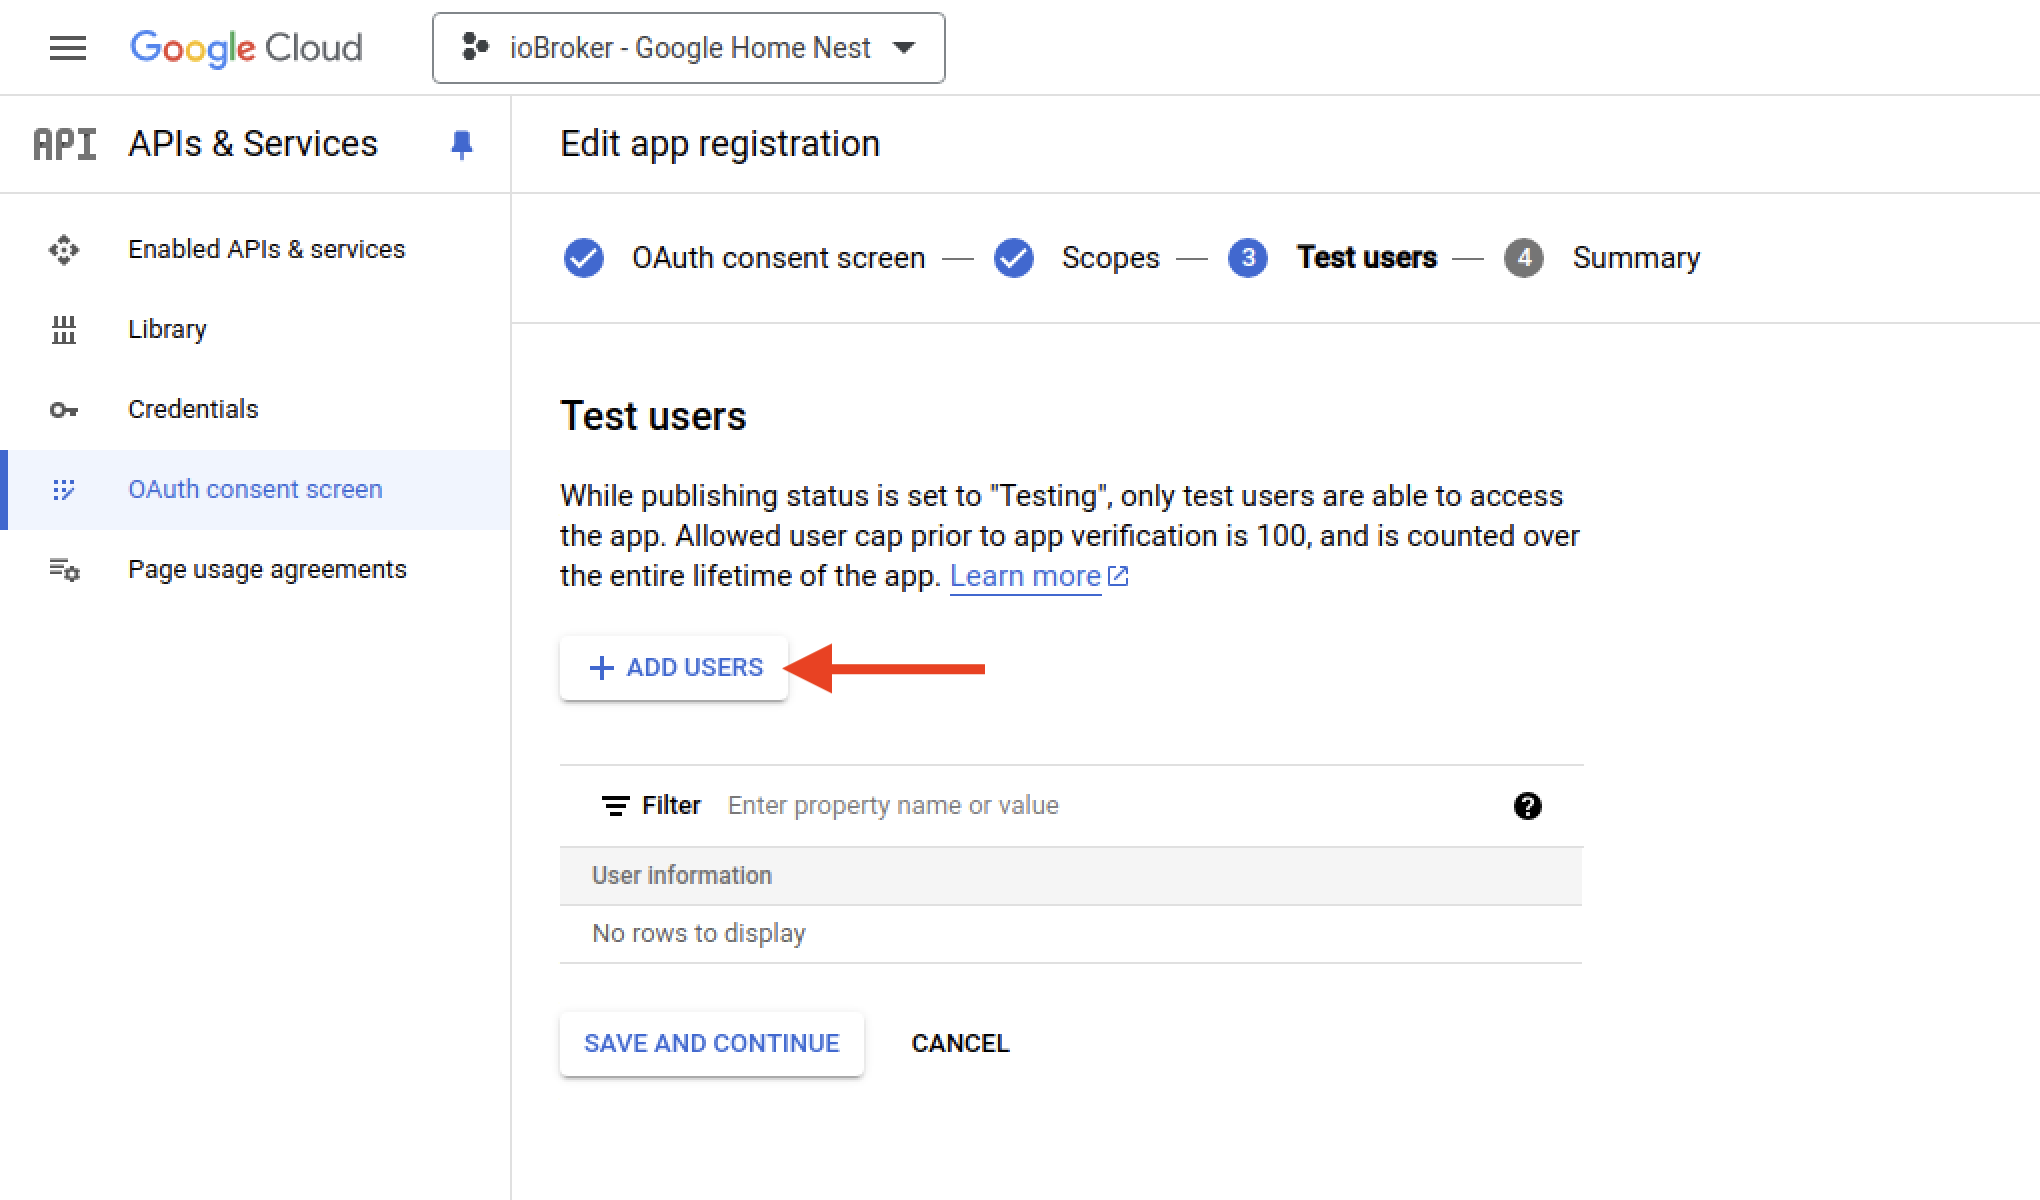 Google Cloud
ioBroker - Google Home Nest
API APIs & Services
Edit app registration
Enabled APIs & services
Library
Credentials
OAuth consent screen
Page usage agreements
OAuth consent screen — Scopes — 3 Test users — 4 Summary
Test users
While publishing status is set to "Testing", only test users are able to access
the app. Allowed user cap prior to app verification is 100, and is counted over
the entire lifetime of the app. Learn more
+ ADD USERS
Filter Enter property name or value ?
User information
No rows to display
SAVE AND CONTINUE CANCEL